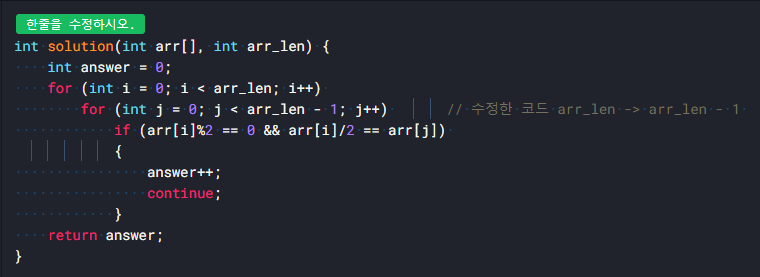 한줄을 수정하시오.
int solution(int arr[], int arr_len) {
    int answer = 0;
    for (int i = 0; i < arr_len; i++)
        for (int j = 0; j < arr_len - 1; j++)      // 수정한 코드 arr_len -> arr_len - 1
            if (arr[i]%2 == 0 && arr[i]/2 == arr[j])
            {
                answer++;
                continue;
            }
    return answer;
}